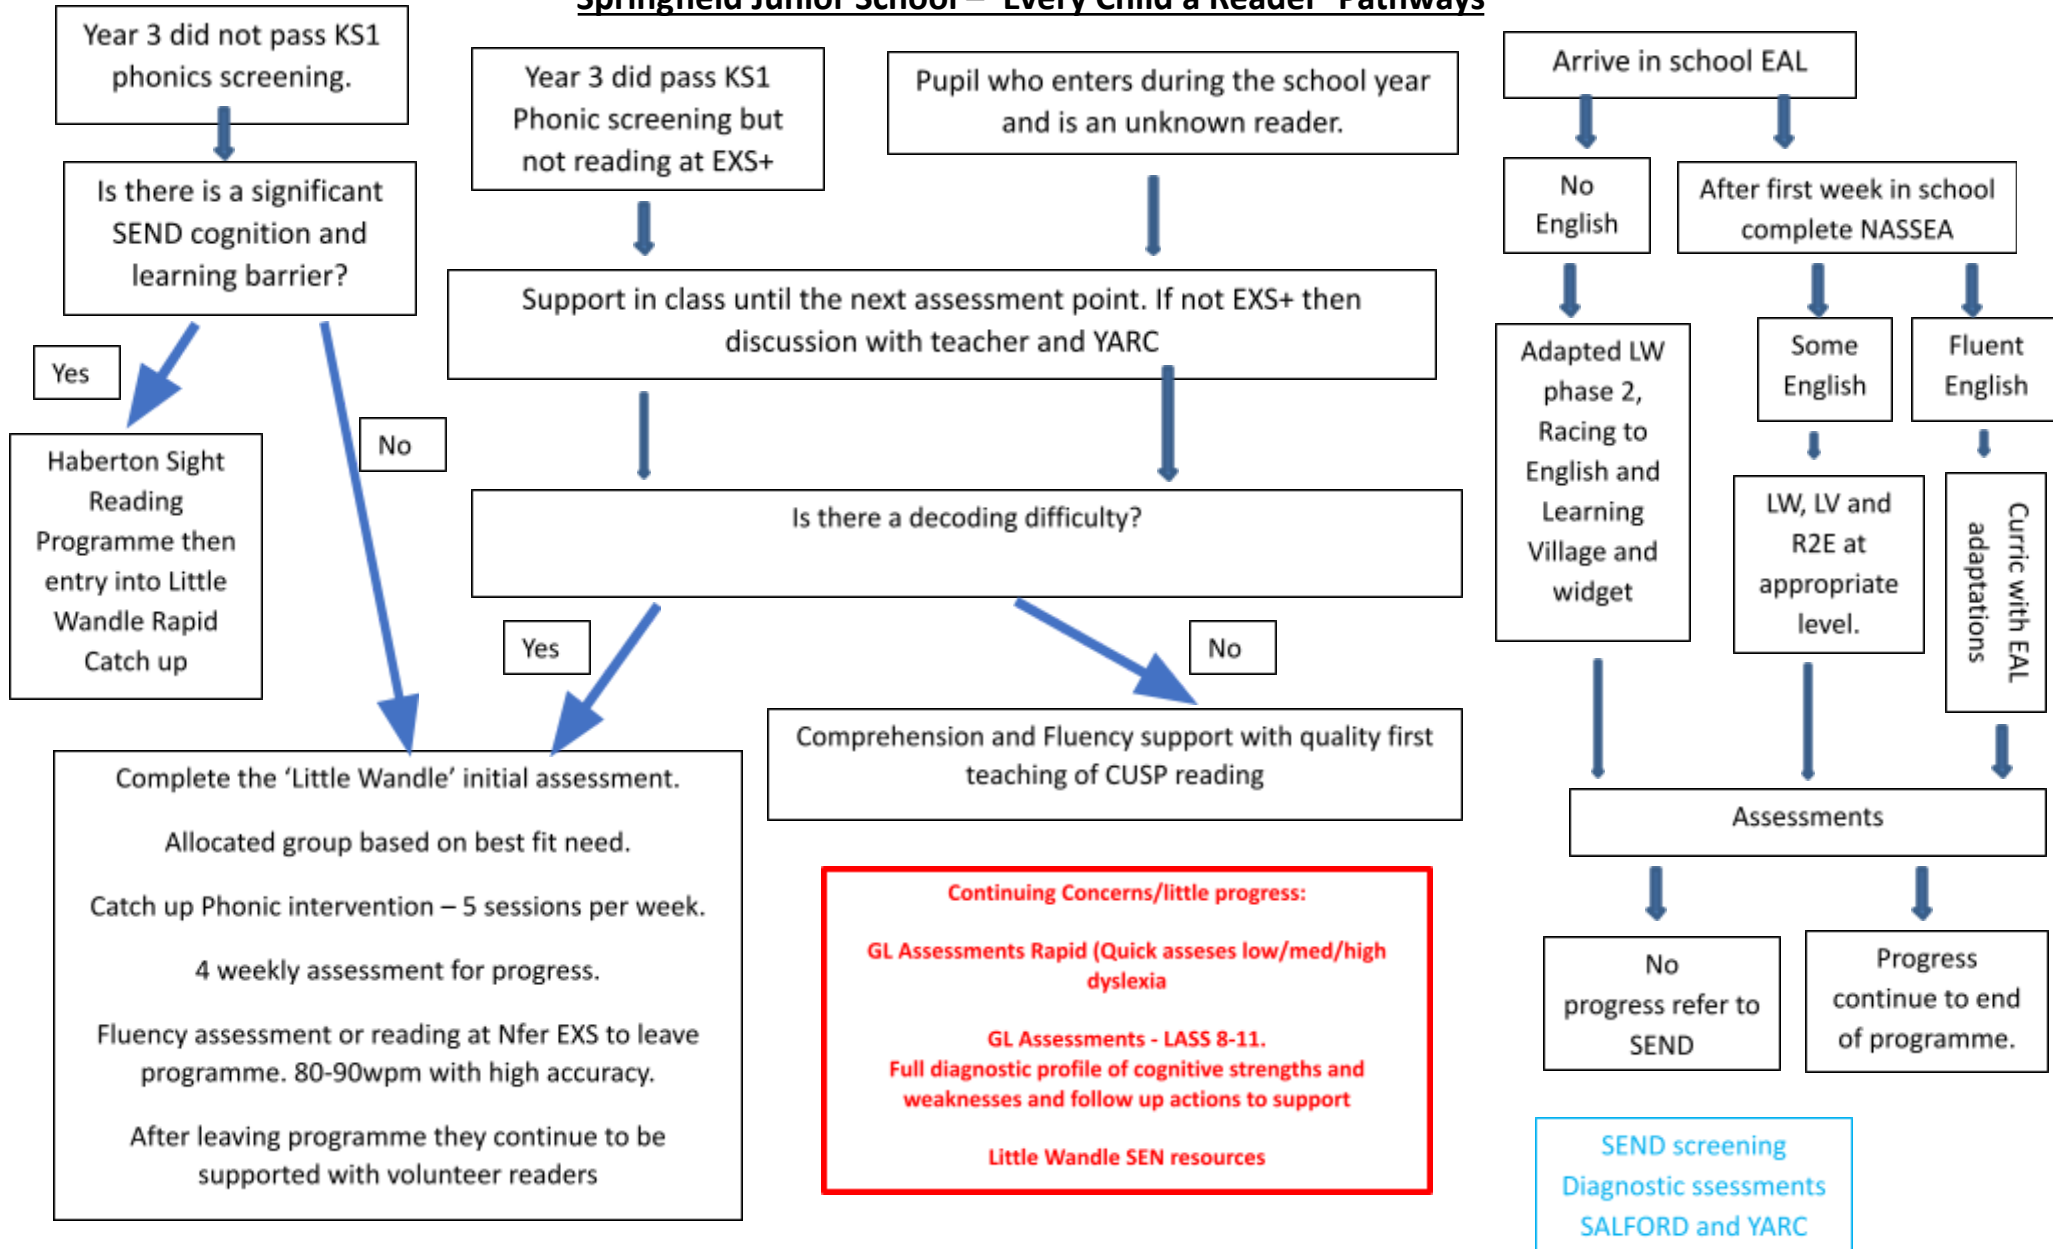 Springfield Junior School – 'Every Child a Reader' Pathways
Year 3 did not pass KS1
phonics screening.
Is there is a significant
SEND cognition and
learning barrier?
Yes
No
Haberton Sight
Reading
Programme then
entry into Little
Wandle Rapid
Catch up
Year 3 did pass KS1
Phonic screening but
not reading at EXS+
Pupil who enters during the school year
and is an unknown reader.
Support in class until the next assessment point. If not EXS+ then
discussion with teacher and YARC
Is there a decoding difficulty?
Yes
No
Complete the ‘Little Wandle’ initial assessment.
Allocated group based on best fit need.
Catch up Phonic intervention – 5 sessions per week.
4 weekly assessment for progress.
Fluency assessment or reading at Nfer EXS to leave
programme. 80-90wpm with high accuracy.
After leaving programme they continue to be
supported with volunteer readers
Comprehension and Fluency support with quality first
teaching of CUSP reading
Continuing Concerns/little progress:
GL Assessments Rapid (Quick asseses low/med/high
dyslexia
GL Assessments - LASS 8-11.
Full diagnostic profile of cognitive strengths and
weaknesses and follow up actions to support
Little Wandle SEN resources
Arrive in school EAL
No
English
After first week in school
complete NASSEA
Adapted LW
phase 2,
Racing to
English and
Learning
Village and
widget
Some
English
Fluent
English
LW, LV and
R2E at
appropriate
level.
Curric with EAL
adaptations
Assessments
No
progress refer to
SEND
Progress
continue to end
of programme.
SEND screening
Diagnostic ssessments
SALFORD and YARC